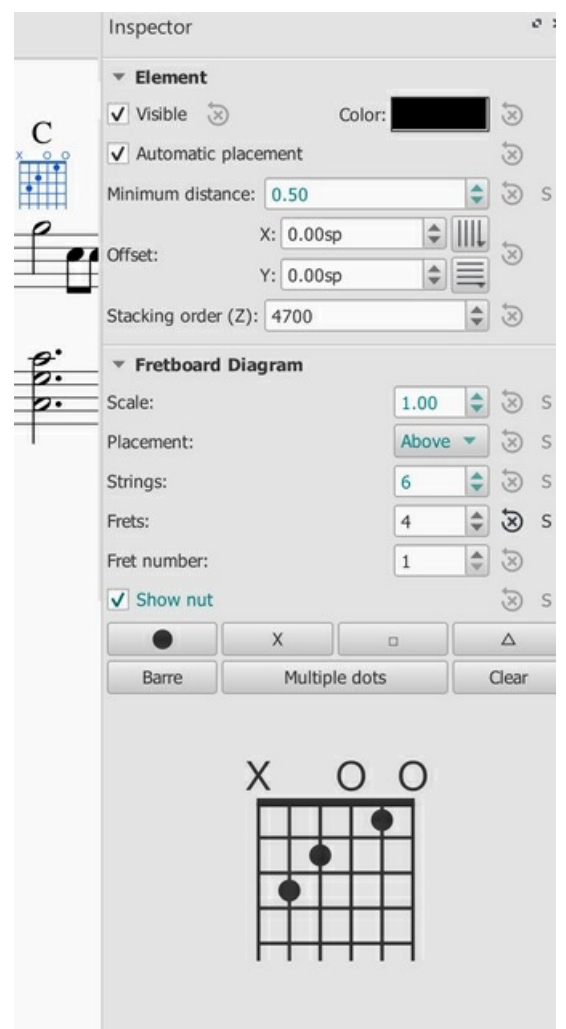 Inspector
Element
Visible
Color:
C
X O O
Automatic placement
Minimum distance: 0.50 S
Offset:
X: 0.00sp
Y: 0.00sp
Stacking order (Z): 4700
Fretboard Diagram
Scale: 1.00 S
Placement: Above S
Strings: 6 S
Frets: 4 S
Fret number: 1
Show nut S
X
Barre Multiple dots Clear
X O O